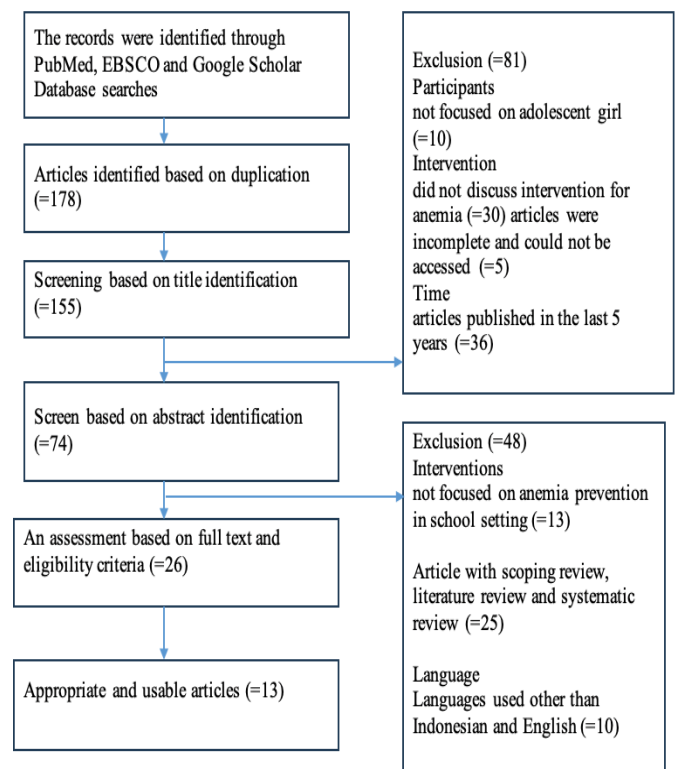 The records were identified through
PubMed, EBSCO and Google Scholar
Database searches
Articles identified based on duplication
(=178)
Screening based on title identification
(=155)
Exclusion (=81)
Participants
not focused on adolescent girl
(=10)
Intervention
did not discuss intervention for
anemia (=30) articles were
incomplete and could not be
accessed (=5)
Time
articles published in the last 5
years (=36)
Screen based on abstract identification
(=74)
Exclusion (=48)
Interventions
not focused on anemia prevention
in school setting (=13)
Article with scoping review,
literature review and systematic
review (=25)
Language
Languages used other than
Indonesian and English (=10)
An assessment based on full text and
eligibility criteria (=26)
Appropriate and usable articles (=13)